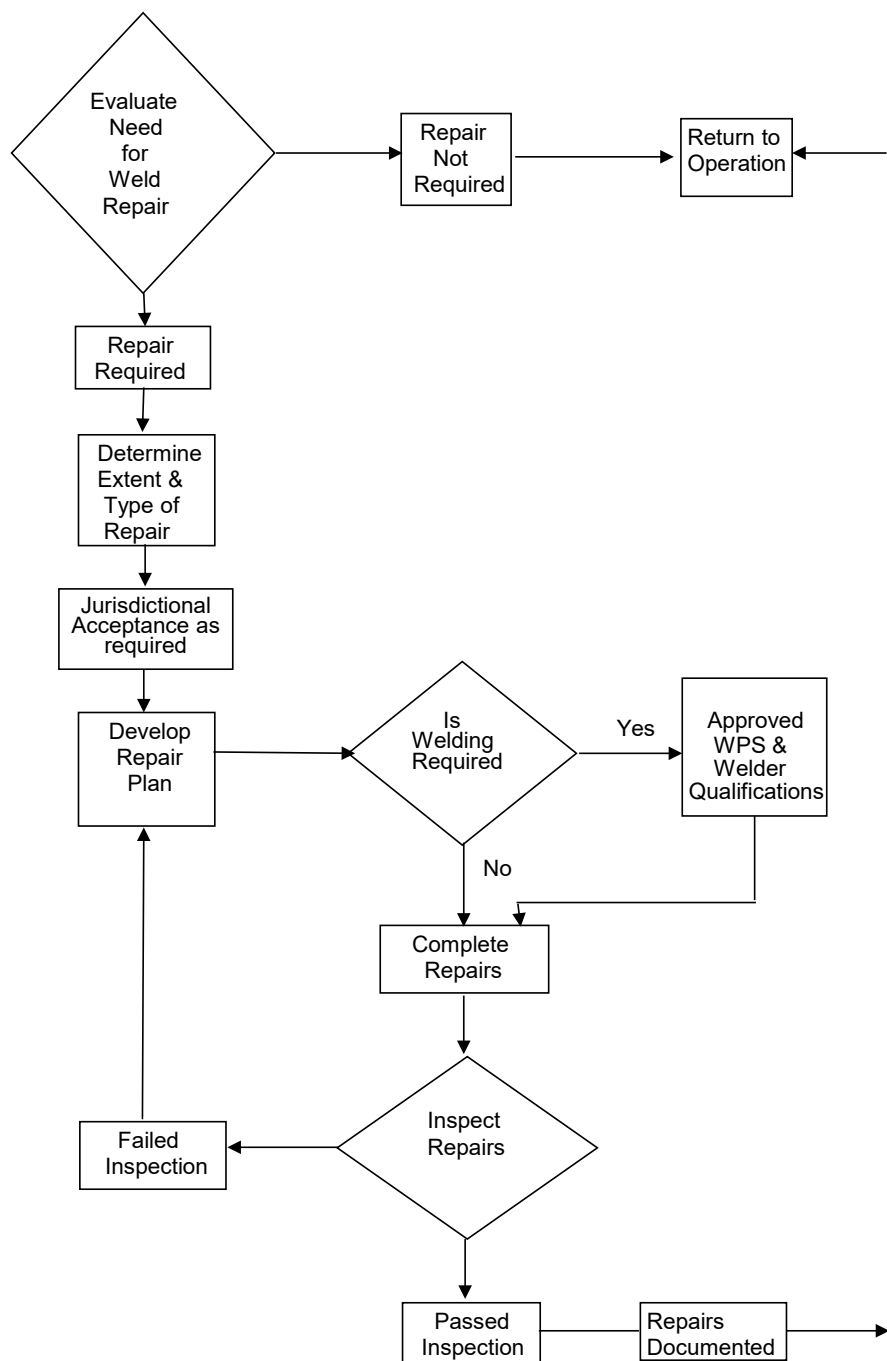 Evaluate
Need
for
Weld
Repair
Repair
Not
Required
Return to
Operation
Repair
Required
Determine
Extent &
Type of
Repair
Jurisdictional
Acceptance as
required
Develop
Repair
Plan
Is
Welding
Required
Yes
Approved
WPS &
Welder
Qualifications
No
Complete
Repairs
Inspect
Repairs
Failed
Inspection
Passed
Inspection
Repairs
Documented